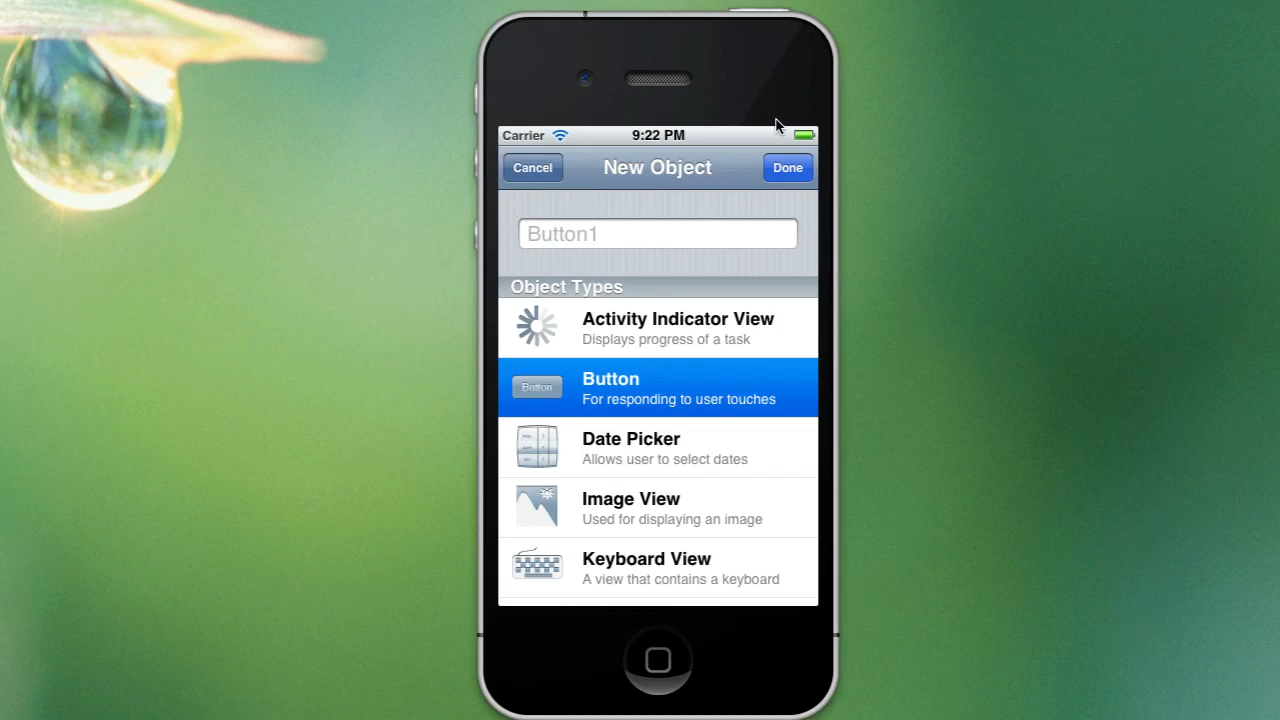 Carrier 9:22 PM
Cancel New Object Done
Button1
Object Types
Activity Indicator View
Displays progress of a task
Button
Button
For responding to user touches
Date Picker
Allows user to select dates
Image View
Used for displaying an image
Keyboard View
A view that contains a keyboard